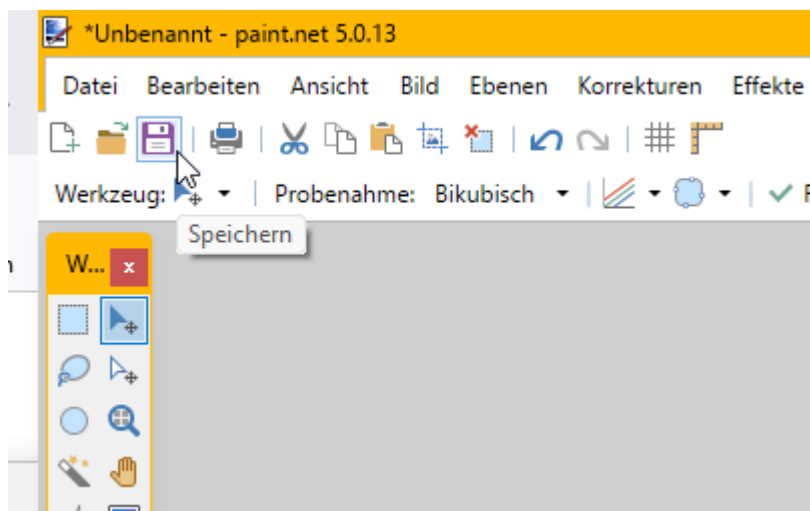 *Unbenannt - paint.net 5.0.13
Datei Bearbeiten Ansicht Bild Ebenen Korrekturen Effekte
Werkzeug: Probenahme: Bikubisch
Speichern
W...